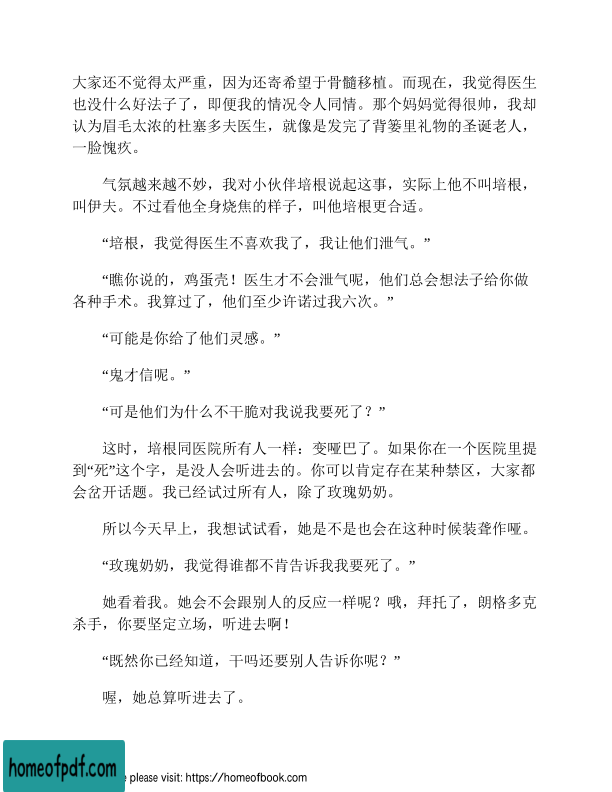 大家还不觉得太严重，因为还寄希望于骨髓移植。而现在，我觉得医生
也没什么好法子了，即便我的情况令人同情。那个妈妈觉得很帅，我却
认为眉毛太浓的杜塞多夫医生，就像是发完了背篓里礼物的圣诞老人，
一脸愧疚。
气氛越来越不妙，我对小伙伴培根说起这事，实际上他不叫培根，
叫伊夫。不过看他全身烧焦的样子，叫他培根更合适。
“培根，我觉得医生不喜欢我了，我让他们泄气。”
“瞧你说的，鸡蛋壳！医生才不会泄气呢，他们总会想法子给你做
各种手术。我算过了，他们至少许诺过我六次。”
“可能是你给了他们灵感。”
“鬼才信呢。”
“可是他们为什么不干脆对我说我要死了？”
这时，培根同医院所有人一样：变哑巴了。如果你在一个医院里提
到“死”这个字，是没人会听进去的。你可以肯定存在某种禁区，大家都
会岔开话题。我已经试过所有人，除了玫瑰奶奶。
所以今天早上，我想试试看，她是不是也会在这种时候装聋作哑。
“玫瑰奶奶，我觉得谁都不肯告诉我我要死了。”
她看着我。她会不会跟别人的反应一样呢？哦，拜托了，朗格多克
杀手，你要坚定立场，听进去啊！
“既然你已经知道，干吗还要别人告诉你呢？”
喔，她总算听进去了。
homeofpdf.com
e please visit: https://homeofbook.com